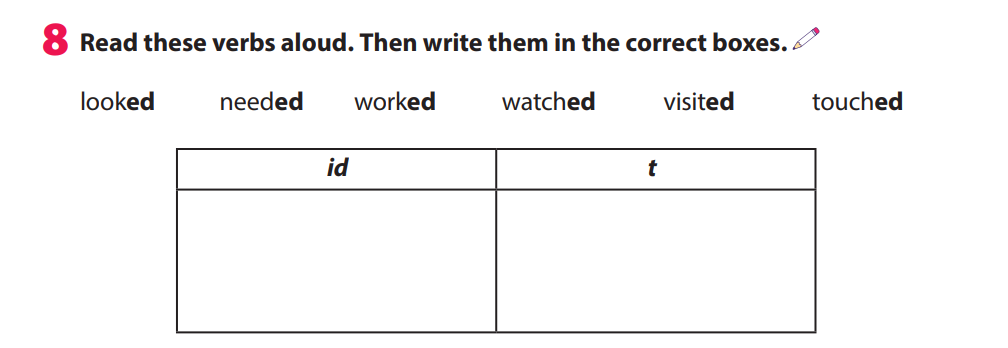 8 Read these verbs aloud. Then write them in the correct boxes.
looked needed worked watched visited touched
id t